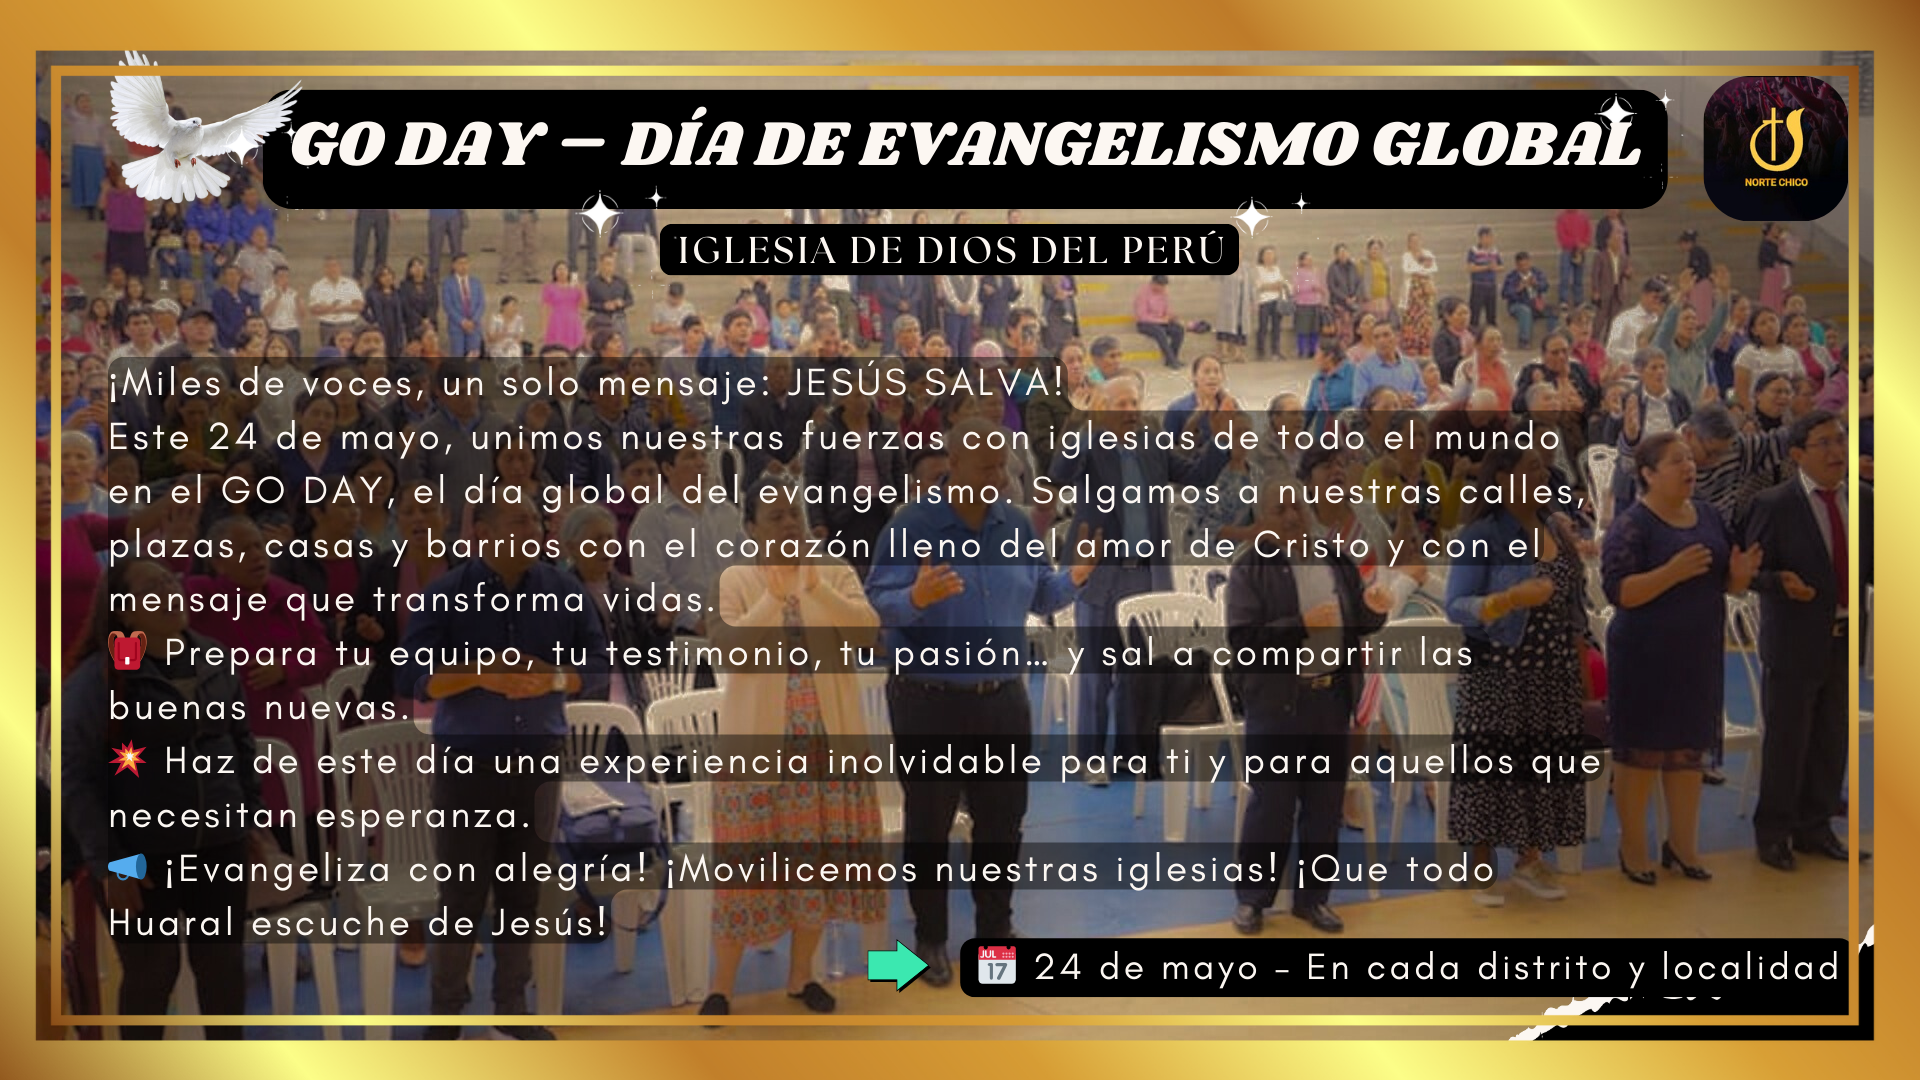 GO DAY – DÍA DE EVANGELISMO GLOBAL
NORTE CHICO
IGLESIA DE DIOS DEL PERÚ
¡Miles de voces, un solo mensaje: JESÚS SALVA!
Este 24 de mayo, unimos nuestras fuerzas con iglesias de todo el mundo
en el GO DAY, el día global del evangelismo. Salgamos a nuestras calles,
plazas, casas y barrios con el corazón lleno del amor de Cristo y con el
mensaje que transforma vidas.
🎒 Prepara tu equipo, tu testimonio, tu pasión… y sal a compartir las
buenas nuevas.
💥 Haz de este día una experiencia inolvidable para ti y para aquellos que
necesitan esperanza.
📣 ¡Evangeliza con alegría! ¡Movilicemos nuestras iglesias! ¡Que todo
Huaral escuche de Jesús!
📅 24 de mayo – En cada distrito y localidad